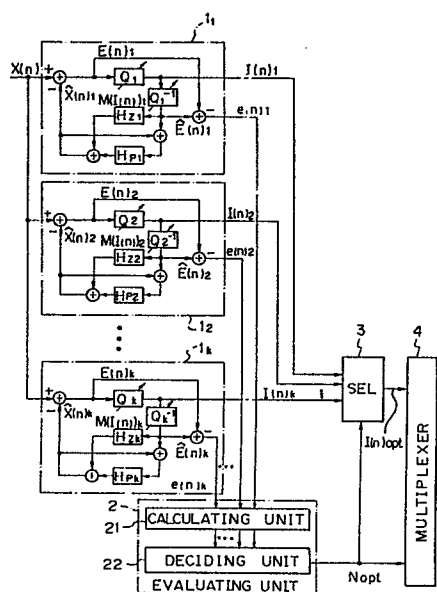 1₁
E(n)₁
X(n)
+
-
Q₁
I(n)₁
X̂(n)₁
M(I(n))₁
Q₁⁻¹
Hz₁
Ê(n)₁
-
e(n)₁
Hp₁
E(n)₂
+
-
Q₂
I(n)₂
X̂(n)₂
M(I(n))₂
Q₂⁻¹
e(n)₂
Hz₂
Ê(n)₂
-
Hp₂
1₂
1k
E(n)k
+
-
Qk
I(n)k
X̂(n)k
M(I(n))k
Qk⁻¹
Hzk
Ê(n)k
-
Hpk
e(n)k
3
4
SEL
I(n)opt
MULTIPLEXER
2
21
CALCULATING UNIT
22
DECIDING UNIT
EVALUATING UNIT
Nopt